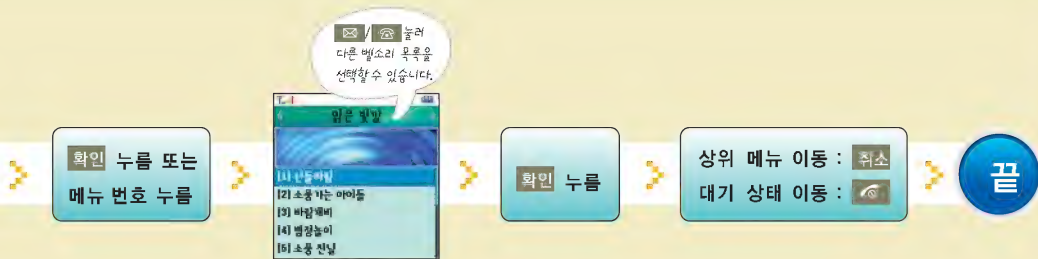 눌러
다른 벨소리 목록을
선택할 수 있습니다.
맑은 빛깔
[1] 산들바람
[2] 소풍가는 아이들
[3] 바람개비
[4] 병정놀이
[5] 소풍 전날
확인 누름 또는
메뉴 번호 누름
확인 누름
상위 메뉴 이동 : 취소
대기 상태 이동 :
끝